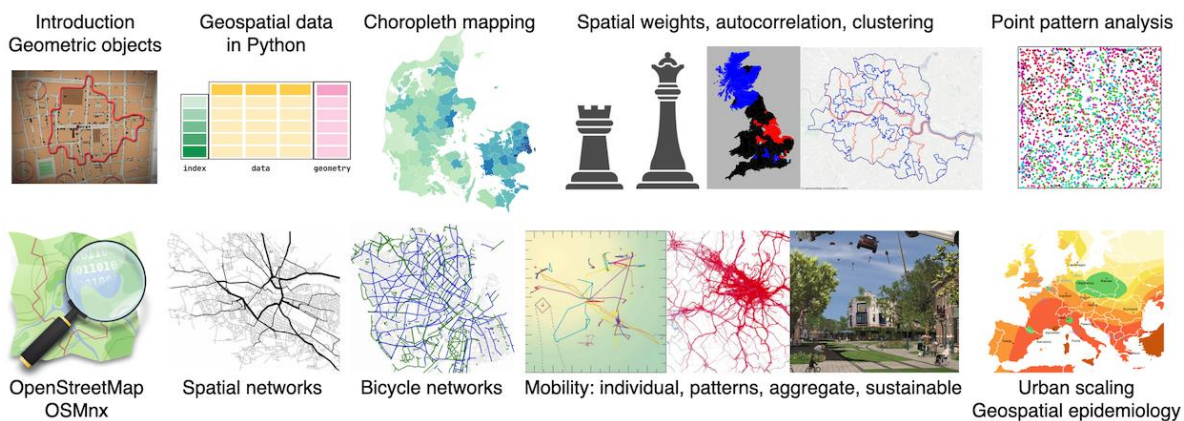 Introduction
Geometric objects
Geospatial data
in Python
Choropleth mapping
Spatial weights, autocorrelation, clustering
Point pattern analysis
index
data
geometry
OpenStreetMap
OSMnx
Spatial networks
Bicycle networks
Mobility: individual, patterns, aggregate, sustainable
Urban scaling
Geospatial epidemiology